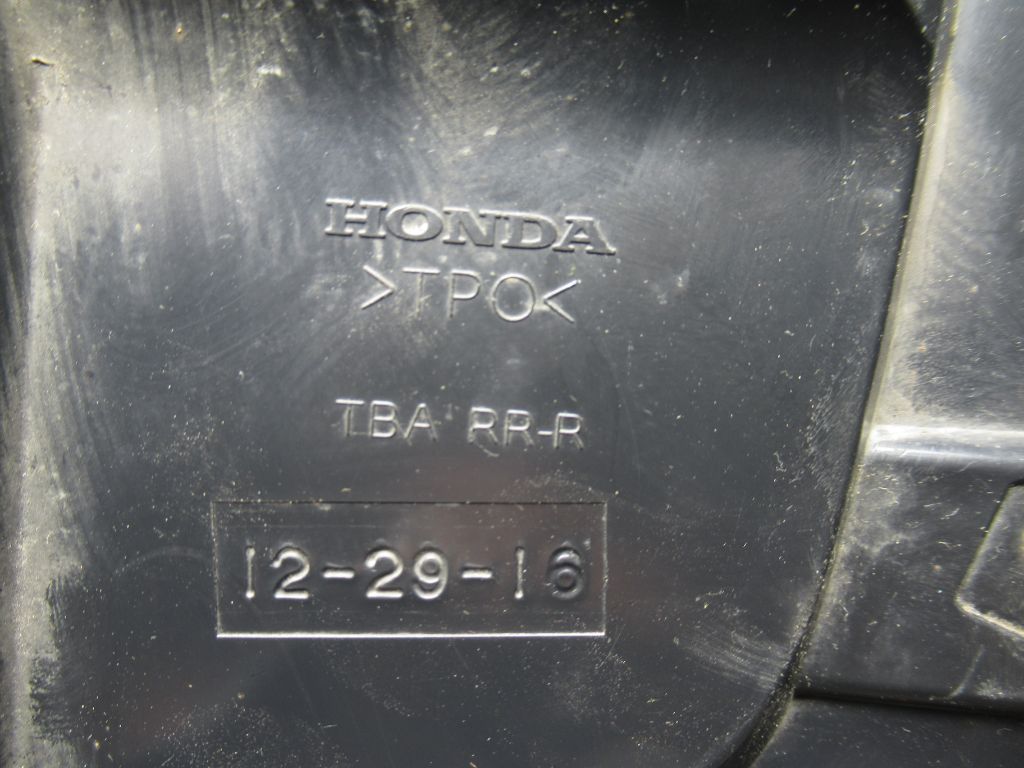 HONDA
>TPO<
TBA RR-R
12-29-16